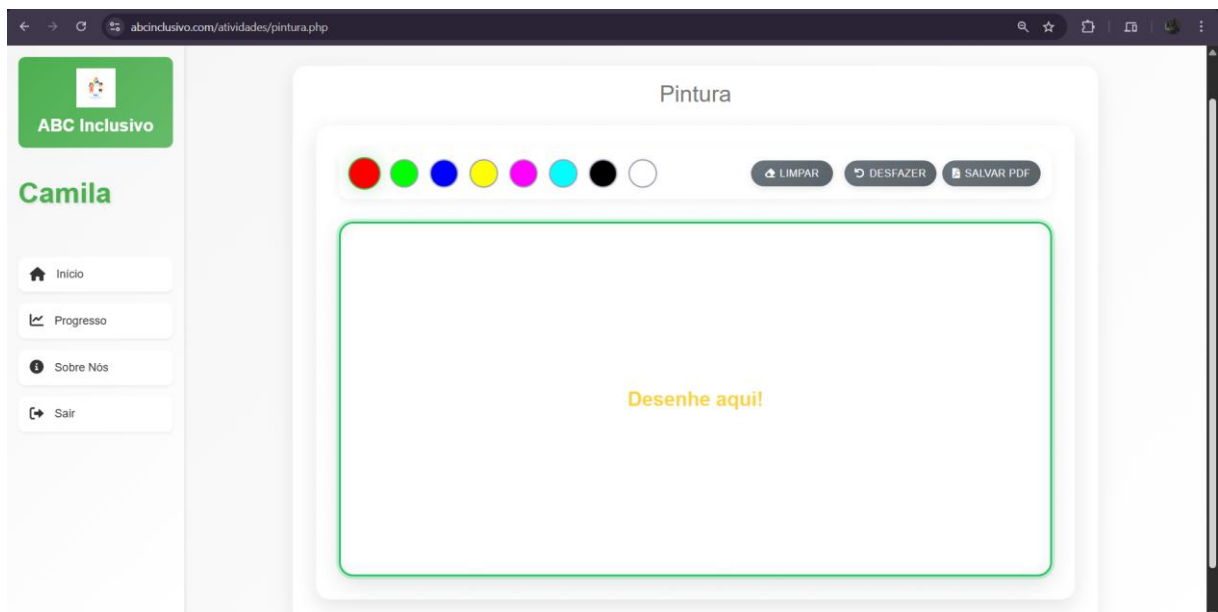 abcinclusivo.com/atividades/pintura.php
ABC Inclusivo
Camila
Início
Progresso
Sobre Nós
Sair
Pintura
LIMPAR
DESFAZER
SALVAR PDF
Desenhe aqui!